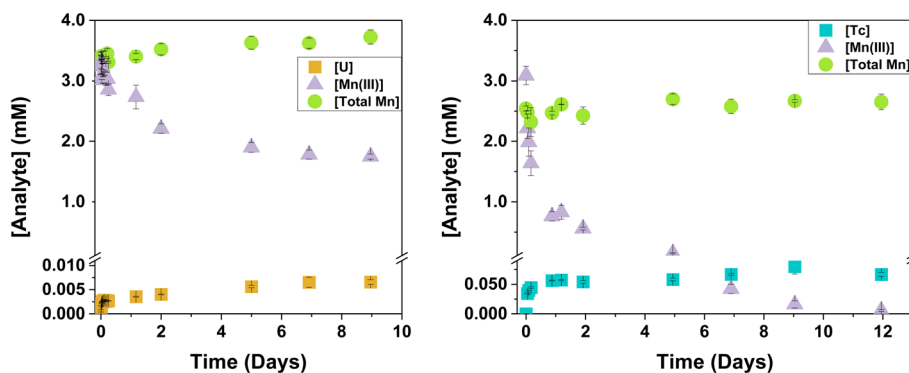 [Analyte] (mM)
4.0
3.0
2.0
1.0
0.010
0.005
0.000
[U]
[Mn(III)]
[Total Mn]
0 2 4 6 8 10
Time (Days)
[Analyte] (mM)
4.0
3.0
2.0
1.0
0.050
0.000
[Tc]
[Mn(III)]
[Total Mn]
0 2 4 6 8 10 12
Time (Days)